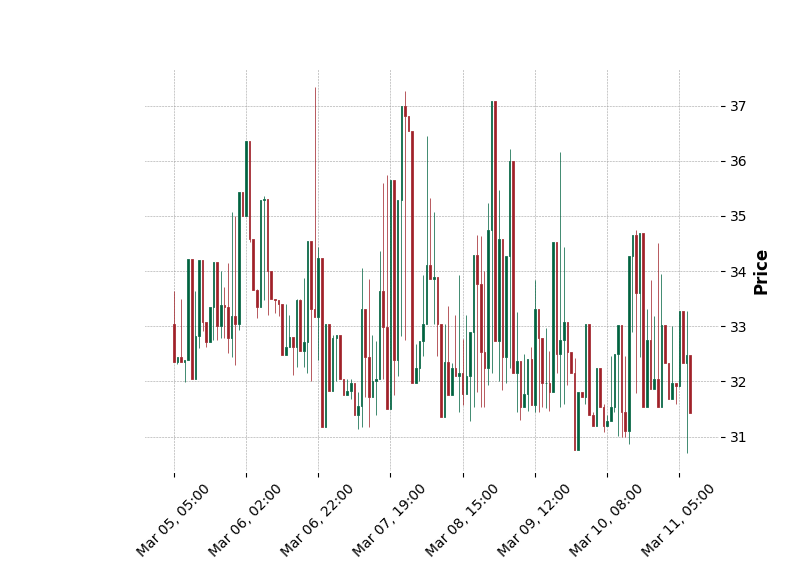 37
36
35
34
33
32
31
Price
Mar 05, 05:00
Mar 06, 02:00
Mar 06, 22:00
Mar 07, 19:00
Mar 08, 15:00
Mar 09, 12:00
Mar 10, 08:00
Mar 11, 05:00